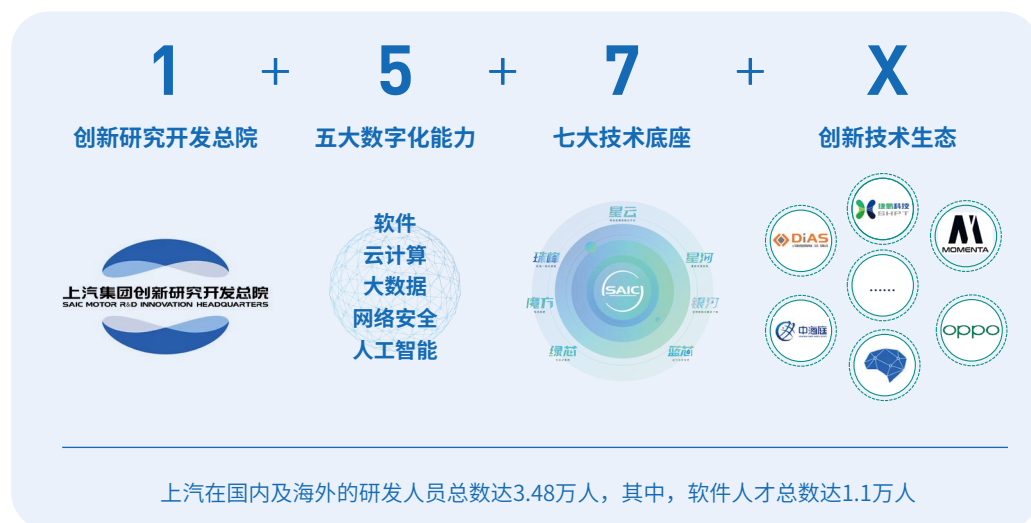 1 + 5 + 7 + X
创新研究开发总院
五大数字化能力
七大技术底座
创新技术生态
上汽集团创新研究开发总院
SAIC MOTOR R&D INNOVATION HEADQUARTERS
软件
云计算
大数据
网络安全
人工智能
星云
珠峰
星河
SAIC
魔方
银河
绿芯
蓝芯
捷氢科技
SHPT
DiAS
MOMENTA
......
中海庭
oppo
上汽在国内及海外的研发人员总数达3.48万人，其中，软件人才总数达1.1万人